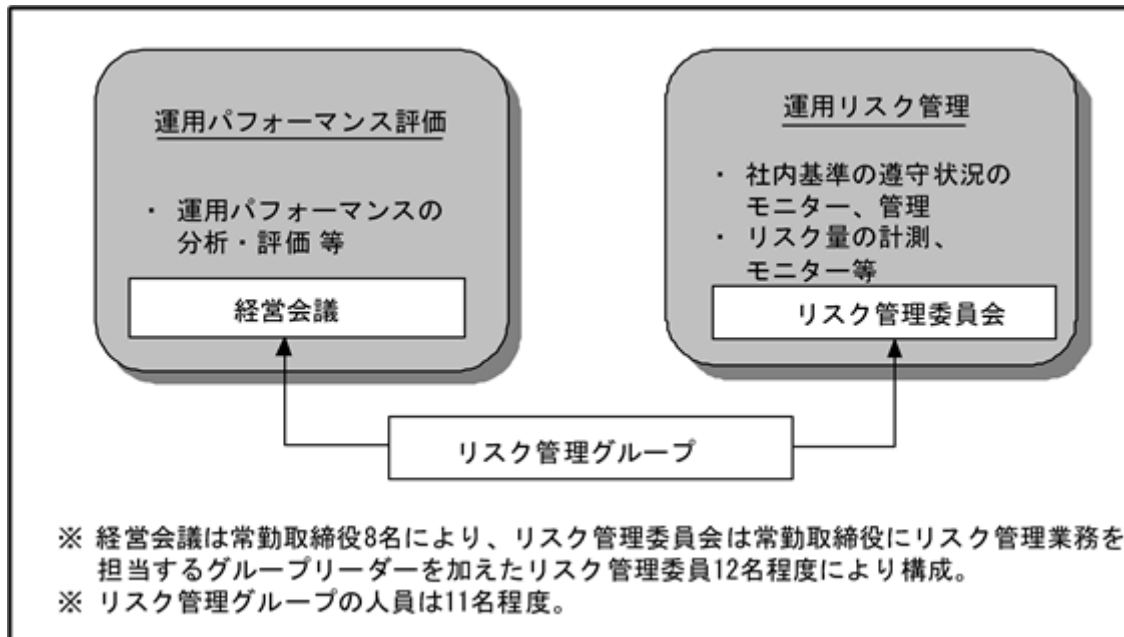 運用パフォーマンス評価
・ 運用パフォーマンスの
分析・評価 等
経営会議
運用リスク管理
・ 社内基準の遵守状況の
モニター、管理
・ リスク量の計測、
モニター等
リスク管理委員会
リスク管理グループ
※ 経営会議は常勤取締役8名により、リスク管理委員会は常勤取締役にリスク管理業務を
担当するグループリーダーを加えたリスク管理委員12名程度により構成。
※ リスク管理グループの人員は11名程度。